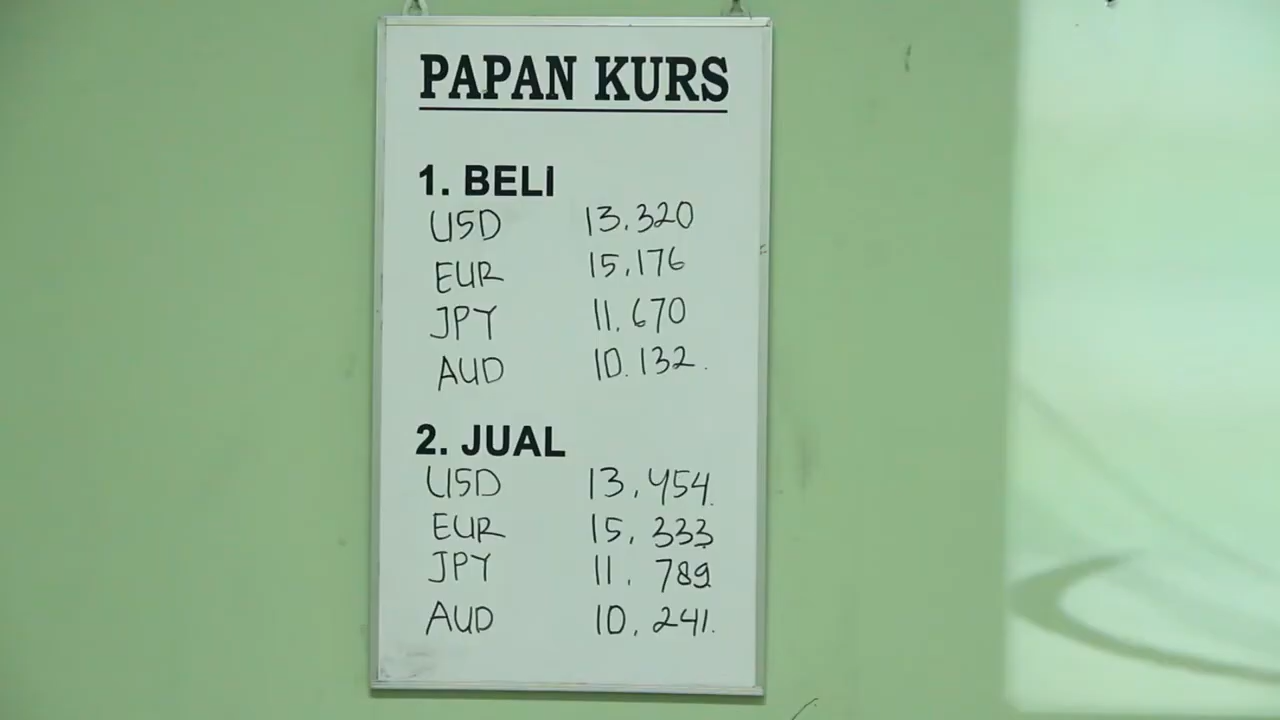 PAPAN KURS
1. BELI
USD 13.320
EUR 15.176
JPY 11.670
AUD 10.132.
2. JUAL
USD 13.454.
EUR 15.333
JPY 11.789
AUD 10.241.